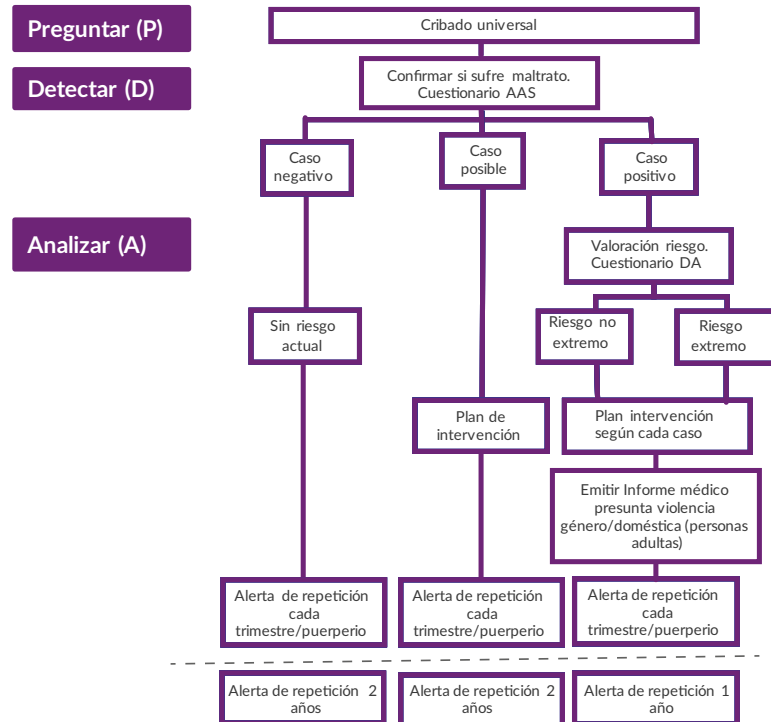 Preguntar (P)
Cribado universal
Detectar (D)
Confirmar si sufre maltrato.
Cuestionario AAS
Caso
negativo
Caso
posible
Caso
positivo
Analizar (A)
Valoración riesgo.
Cuestionario DA
Sin riesgo
actual
Riesgo no
extremo
Riesgo
extremo
Plan de
intervención
Plan intervención
según cada caso
Emitir Informe médico
presunta violencia
género/doméstica (personas
adultas)
Alerta de repetición
cada
trimestre/puerperio
Alerta de repetición
cada
trimestre/puerperio
Alerta de repetición
cada
trimestre/puerperio
Alerta de repetición 2
años
Alerta de repetición 2
años
Alerta de repetición 1
año